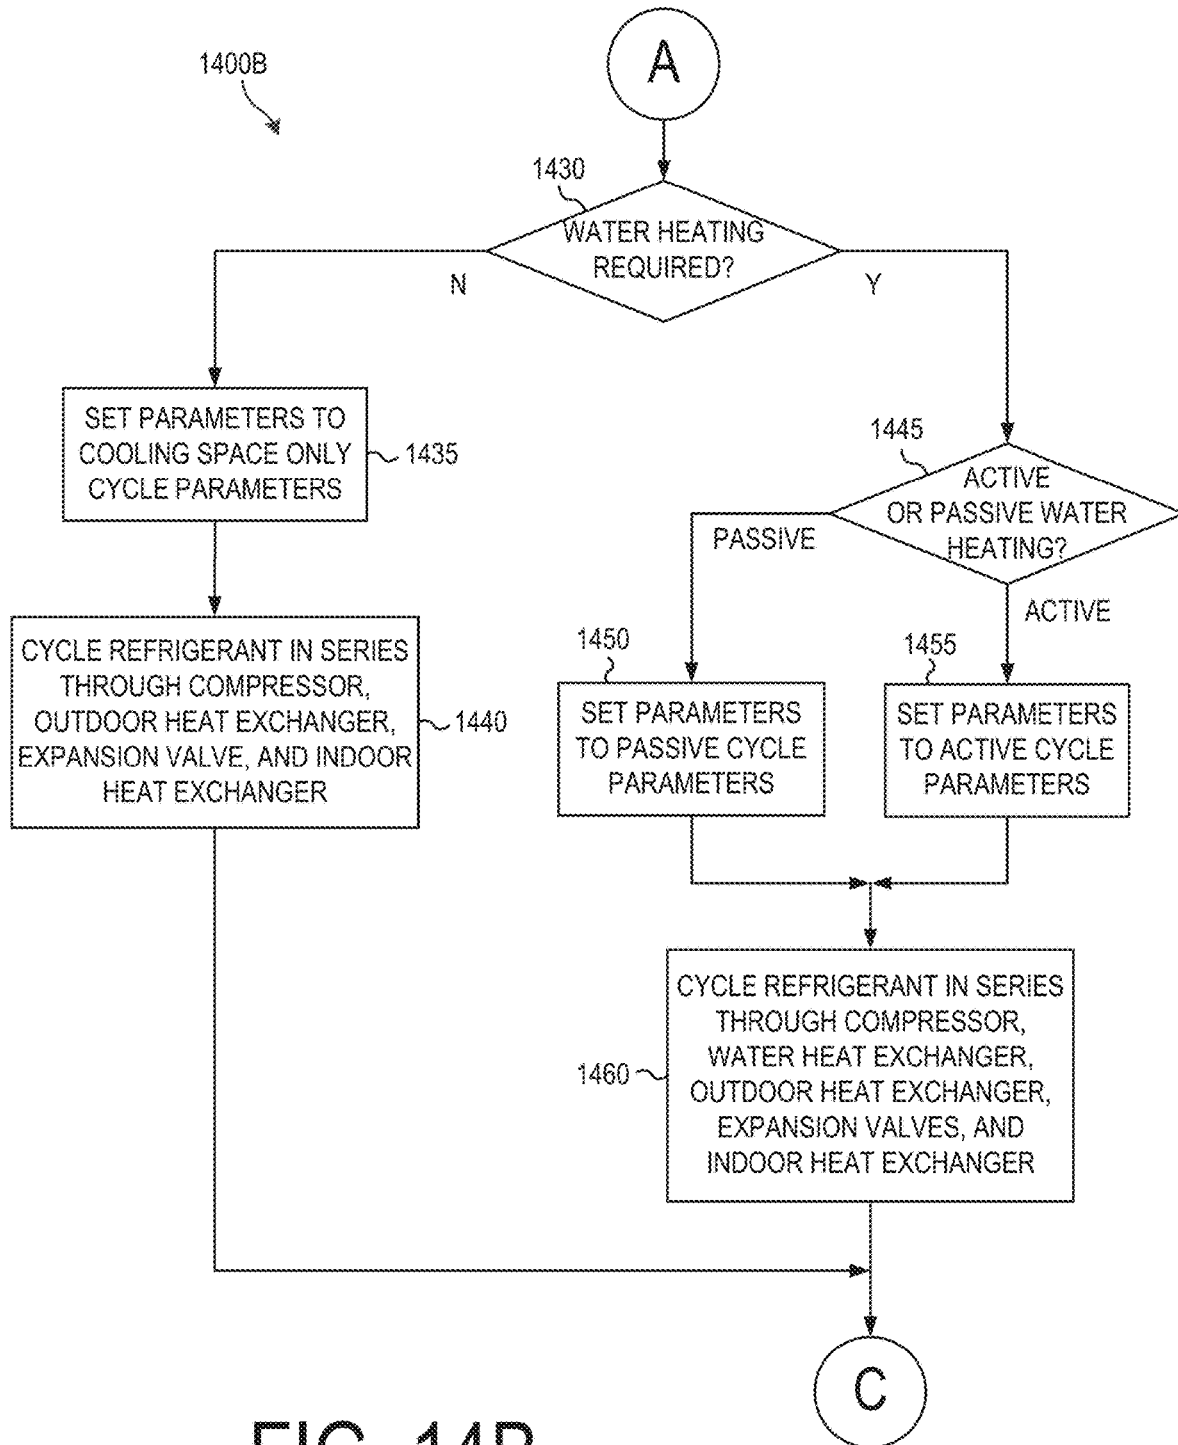 1400B
A
1430
WATER HEATING
REQUIRED?
N
Y
SET PARAMETERS TO
COOLING SPACE ONLY
CYCLE PARAMETERS
1435
1445
ACTIVE
OR PASSIVE WATER
HEATING?
PASSIVE
ACTIVE
CYCLE REFRIGERANT IN SERIES
THROUGH COMPRESSOR,
OUTDOOR HEAT EXCHANGER,
EXPANSION VALVE, AND INDOOR
HEAT EXCHANGER
1440
1450
SET PARAMETERS
TO PASSIVE CYCLE
PARAMETERS
1455
SET PARAMETERS
TO ACTIVE CYCLE
PARAMETERS
1460
CYCLE REFRIGERANT IN SERIES
THROUGH COMPRESSOR,
WATER HEAT EXCHANGER,
OUTDOOR HEAT EXCHANGER,
EXPANSION VALVES, AND
INDOOR HEAT EXCHANGER
C
FIG. 14B